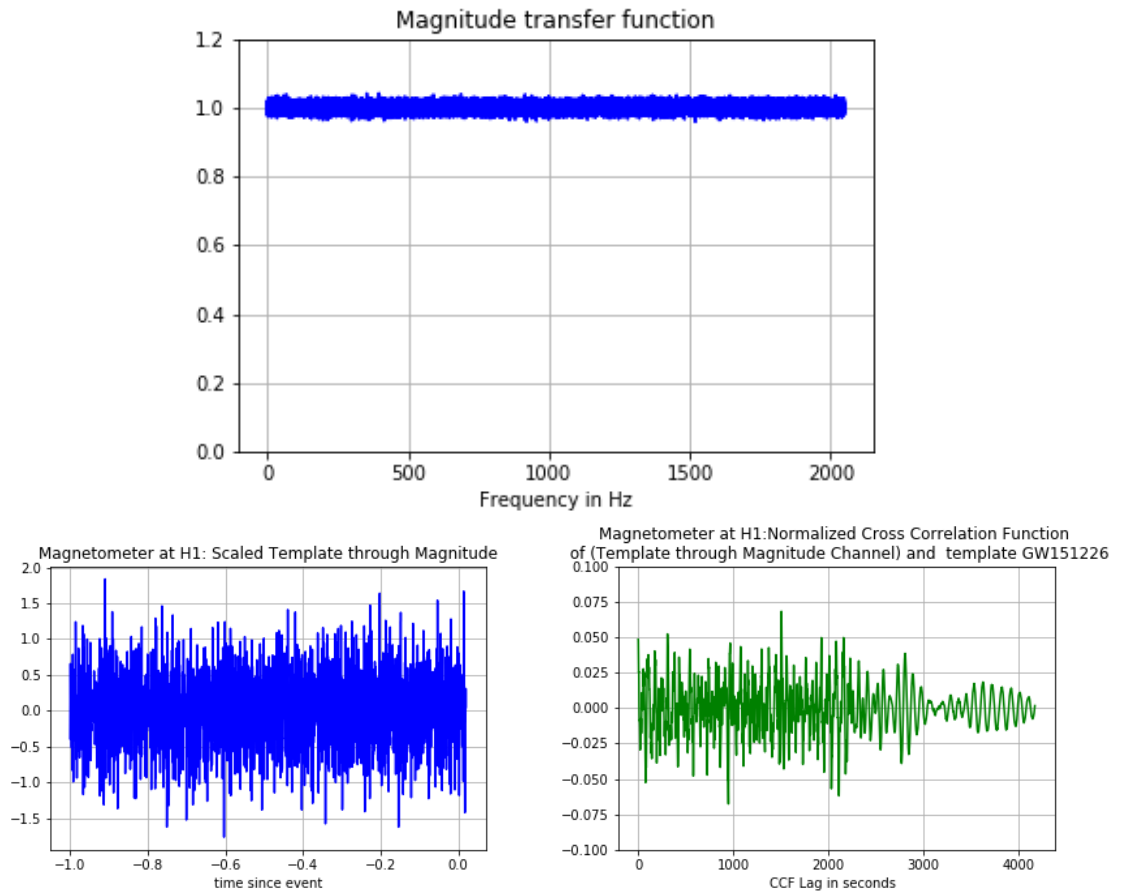 Magnitude transfer function
1.2
1.0
0.8
0.6
0.4
0.2
0.0
0 500 1000 1500 2000
Frequency in Hz
Magnetometer at H1: Scaled Template through Magnitude
2.0
1.5
1.0
0.5
0.0
−0.5
−1.0
−1.5
−1.0 −0.8 −0.6 −0.4 −0.2 0.0
time since event
Magnetometer at H1:Normalized Cross Correlation Function
of (Template through Magnitude Channel) and template GW151226
0.100
0.075
0.050
0.025
0.000
−0.025
−0.050
−0.075
−0.100
0 1000 2000 3000 4000
CCF Lag in seconds